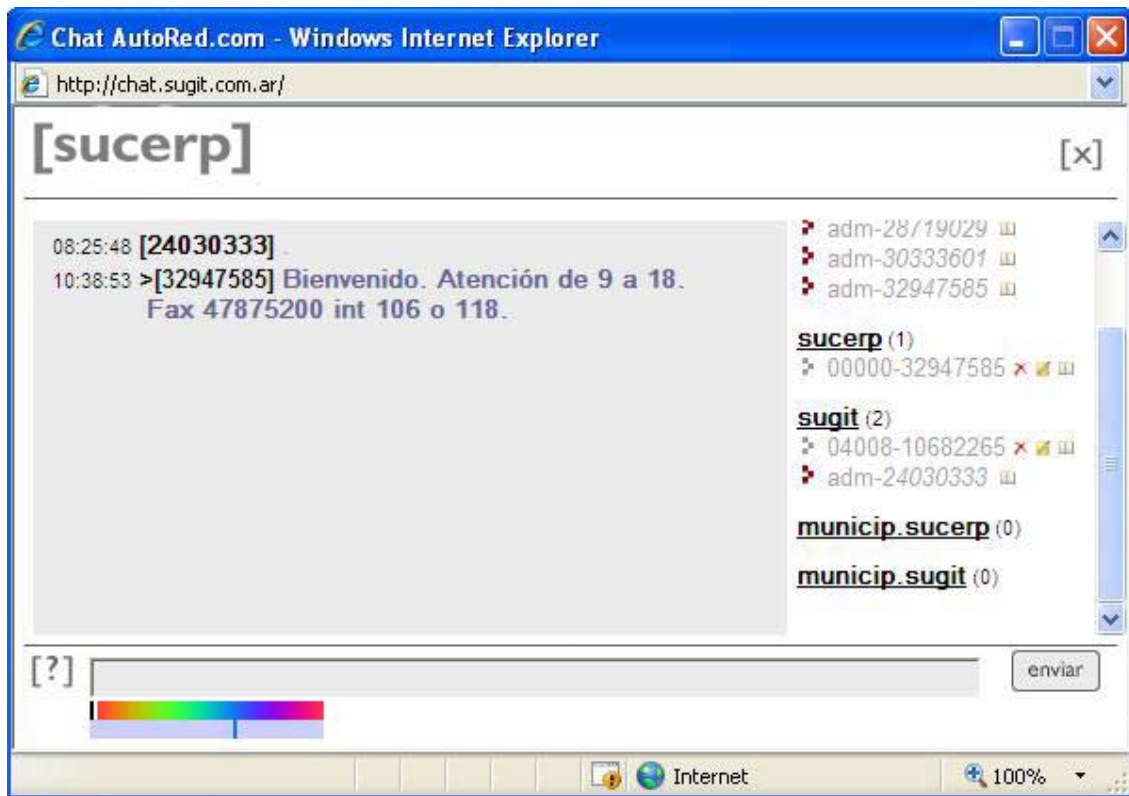 Chat AutoRed.com - Windows Internet Explorer
http://chat.sugit.com.ar/
[sucerp]
[x]
08:25:48 [24030333] .
10:38:53 >[32947585] Bienvenido. Atención de 9 a 18.
Fax 47875200 int 106 o 118.
adm-28719029
adm-30333601
adm-32947585
sucerp (1)
00000-32947585
sugit (2)
04008-10682265
adm-24030333
municip.sucerp (0)
municip.sugit (0)
[?]
enviar
Internet
100%